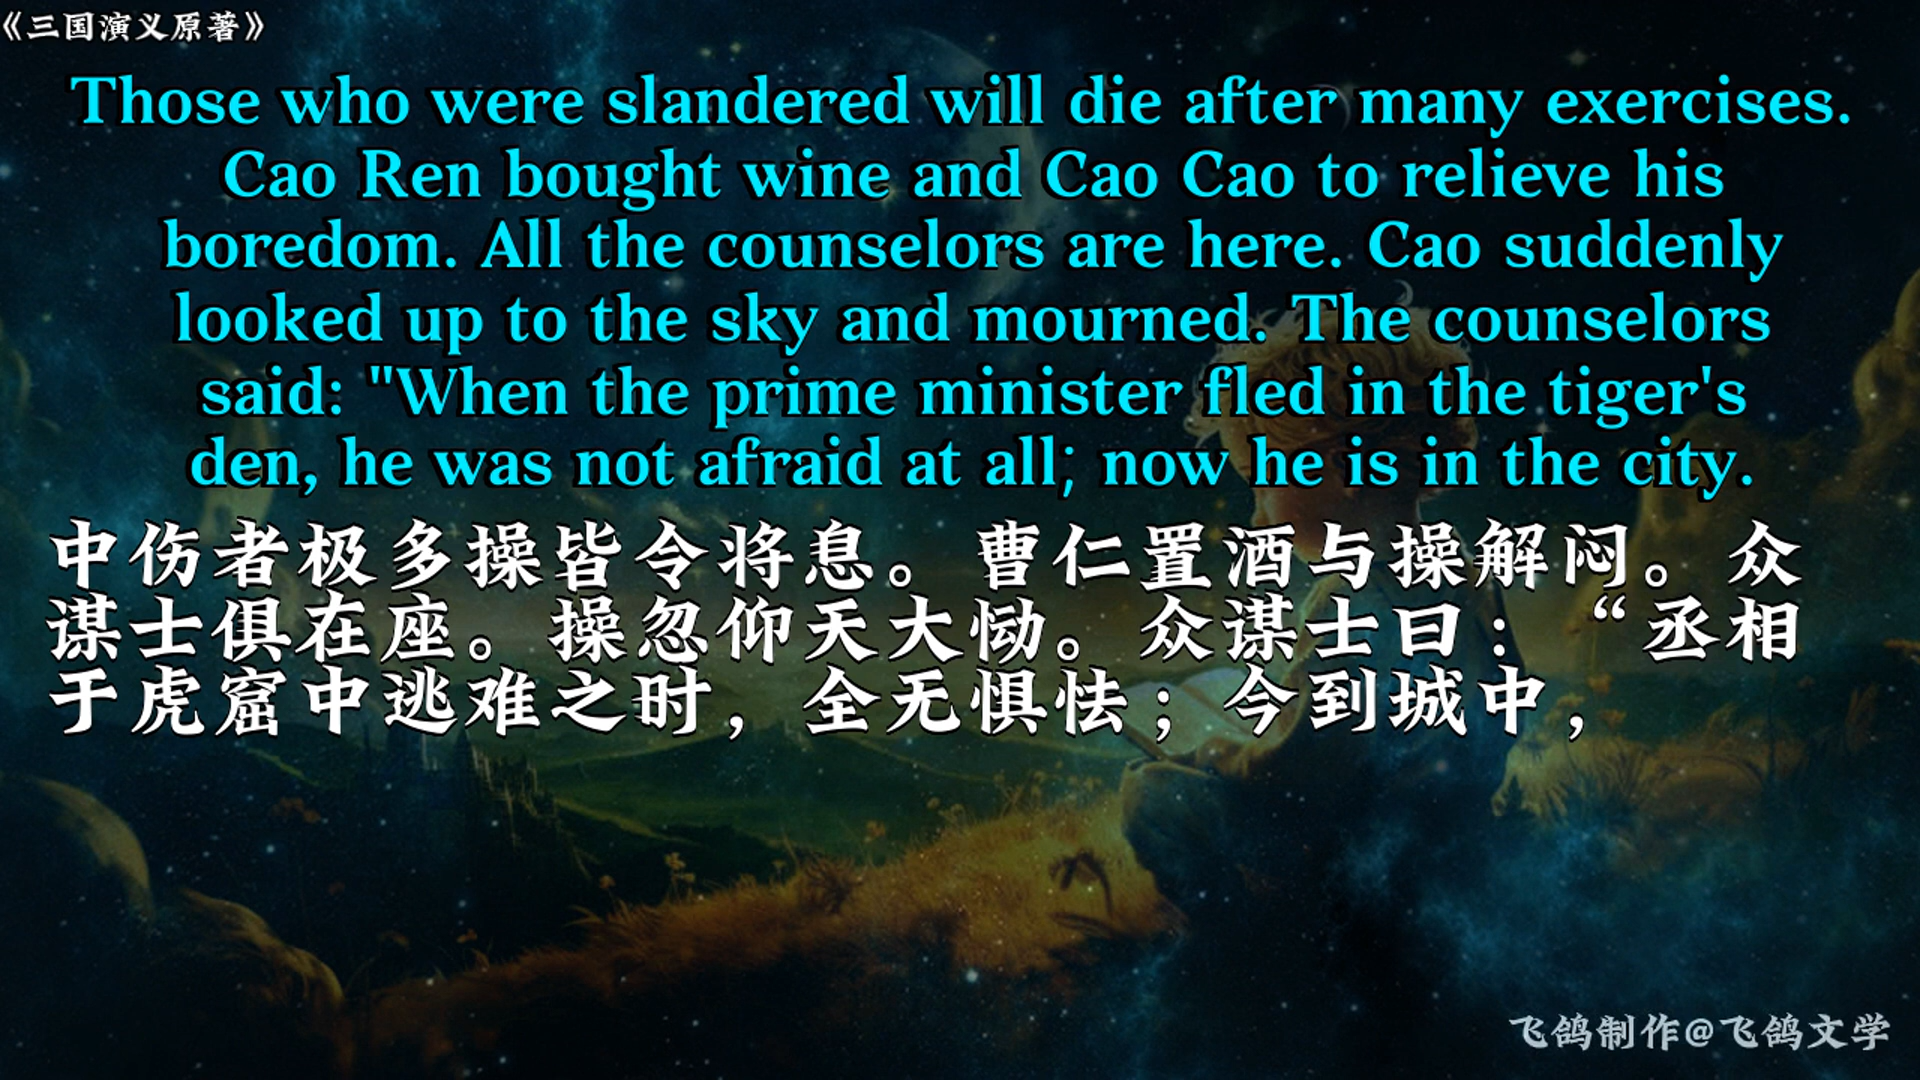 《三国演义原著》
Those who were slandered will die after many exercises.
Cao Ren bought wine and Cao Cao to relieve his
boredom. All the counselors are here. Cao suddenly
looked up to the sky and mourned. The counselors
said: "When the prime minister fled in the tiger's
den, he was not afraid at all; now he is in the city.
中伤者极多操皆令将息。曹仁置酒与操解闷。众
谋士俱在座。操忽仰天大恸。众谋士曰：“丞相
于虎窟中逃难之时，全无惧怯；今到城中，
飞鸽制作@飞鸽文学